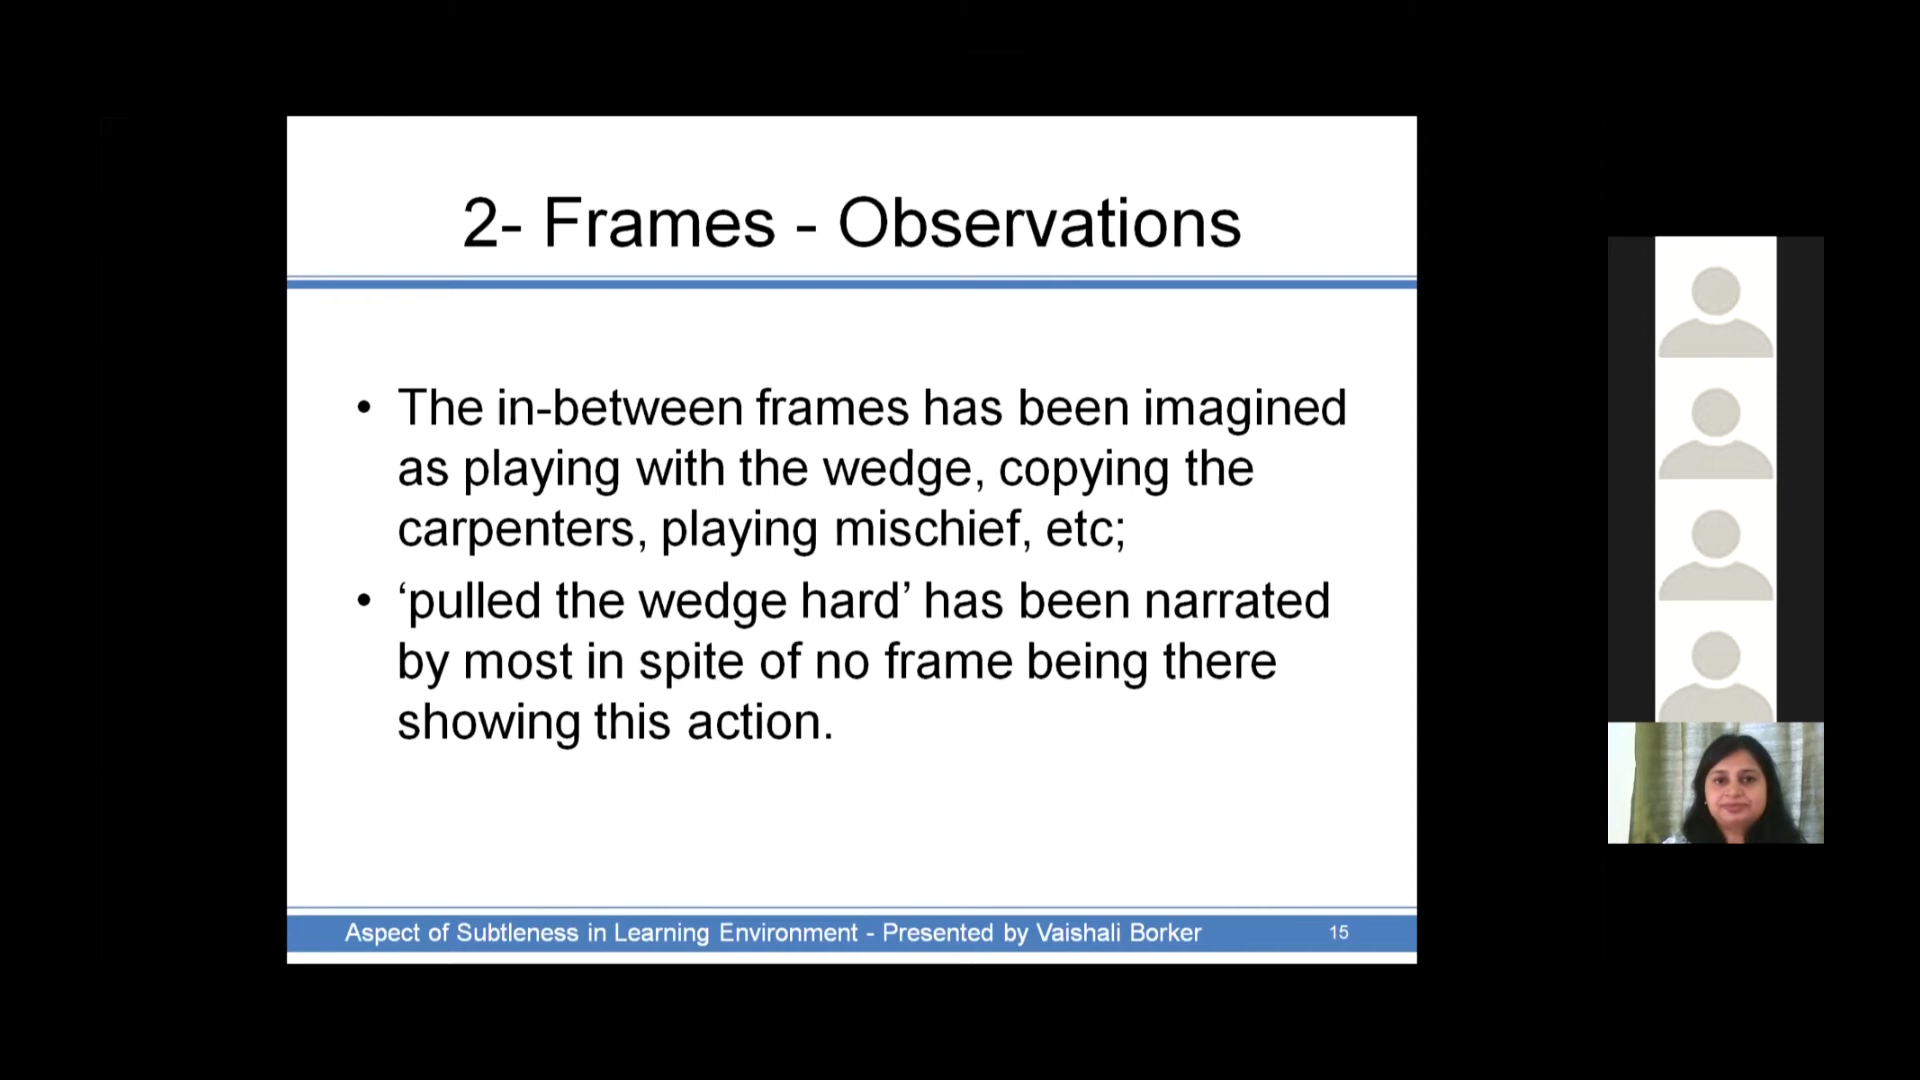 2- Frames - Observations
• The in-between frames has been imagined
as playing with the wedge, copying the
carpenters, playing mischief, etc;
• ‘pulled the wedge hard’ has been narrated
by most in spite of no frame being there
showing this action.
Aspect of Subtleness in Learning Environment - Presented by Vaishali Borker 15